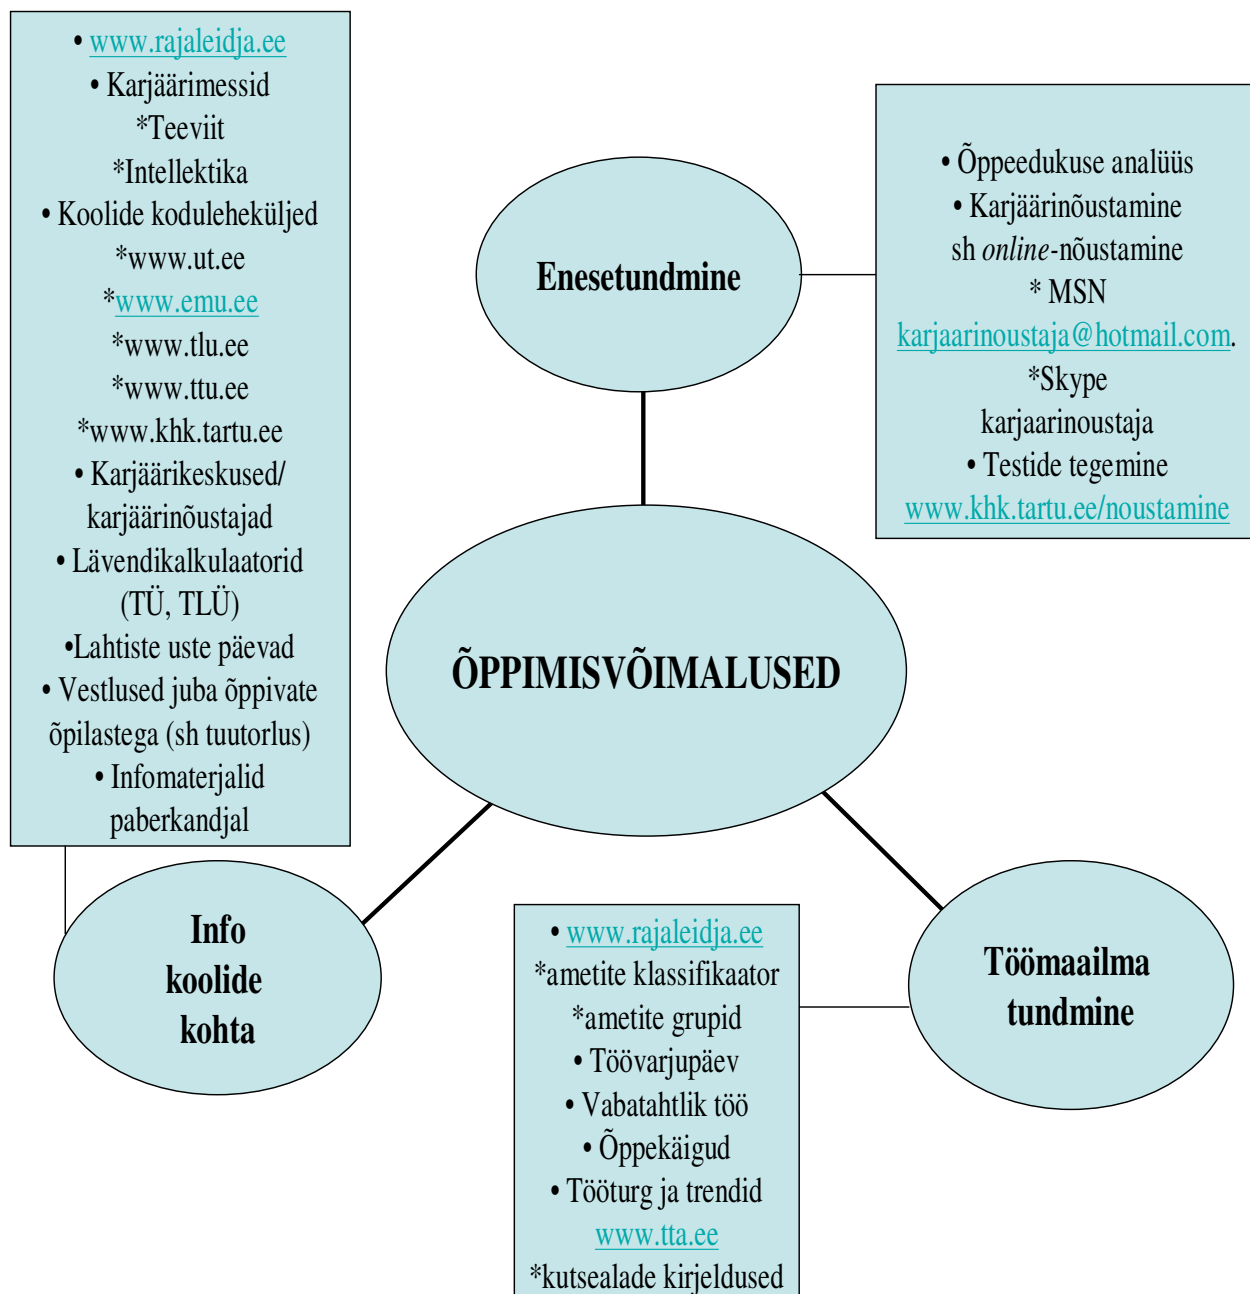 • www.rajaleidja.ee
• Karjäärimessid
*Teeviit
*Intellektika
• Koolide koduleheküljed
*www.ut.ee
*www.emu.ee
*www.tlu.ee
*www.ttu.ee
*www.khk.tartu.ee
• Karjäärikeskused/
karjäärinõustajad
• Lävendikalkulaatorid
(TÜ, TLÜ)
•Lahtiste uste päevad
• Vestlused juba õppivate
õpilastega (sh tuutorlus)
• Infomaterjalid
paberkandjal
Enesetundmine
• Õppeedukuse analüüs
• Karjäärinõustamine
sh online-nõustamine
* MSN
karjaarinoustaja@hotmail.com.
*Skype
karjaarinoustaja
• Testide tegemine
www.khk.tartu.ee/noustamine
ÕPPIMISVÕIMALUSED
Info
koolide
kohta
• www.rajaleidja.ee
*ametite klassifikaator
*ametite grupid
• Töövarjupäev
• Vabatahtlik töö
• Õppekäigud
• Tööturg ja trendid
www.tta.ee
*kutsealade kirjeldused
Töömaailma
tundmine